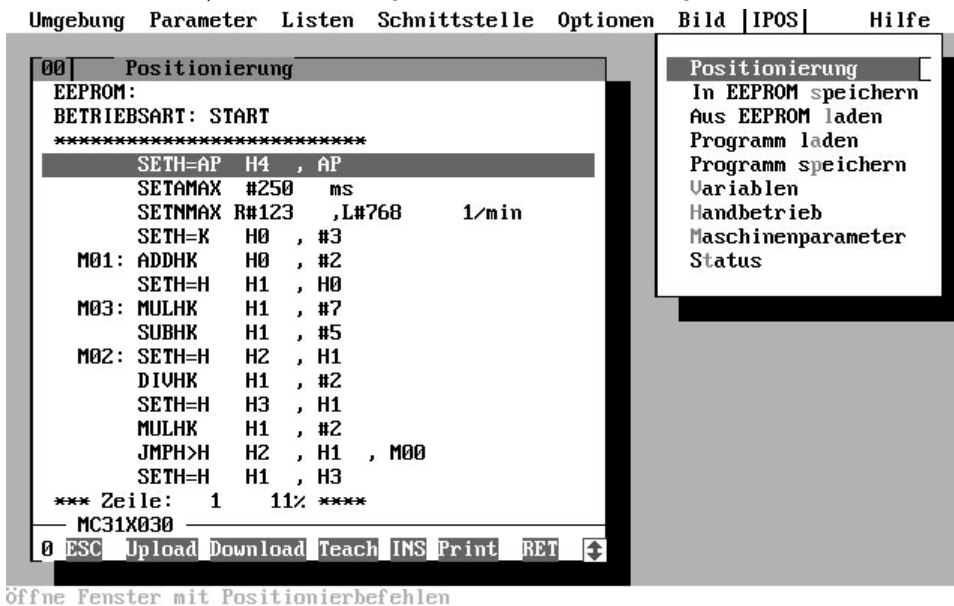 Umgebung Parameter Listen Schnittstelle Optionen Bild IPOS Hilfe
00 Positionierung
EEPROM:
BETRIEBSART: START
***************************
SETH=AP H4 , AP
SETAMAX #250 ms
SETNMAX R#123 ,L#768 1/min
SETH=K H0 , #3
M01: ADDHK H0 , #2
SETH=H H1 , H0
M03: MULHK H1 , #7
SUBHK H1 , #5
M02: SETH=H H2 , H1
DIVHK H1 , #2
SETH=H H3 , H1
MULHK H1 , #2
JMPH>H H2 , H1 , M00
SETH=H H1 , H3
*** Zeile: 1 11% ****
MC31X030
0 ESC Upload Download Teach INS Print RET
Positionierung
In EEPROM speichern
Aus EEPROM laden
Programm laden
Programm speichern
Variablen
Handbetrieb
Maschinenparameter
Status
öffne Fenster mit Positionierbefehlen